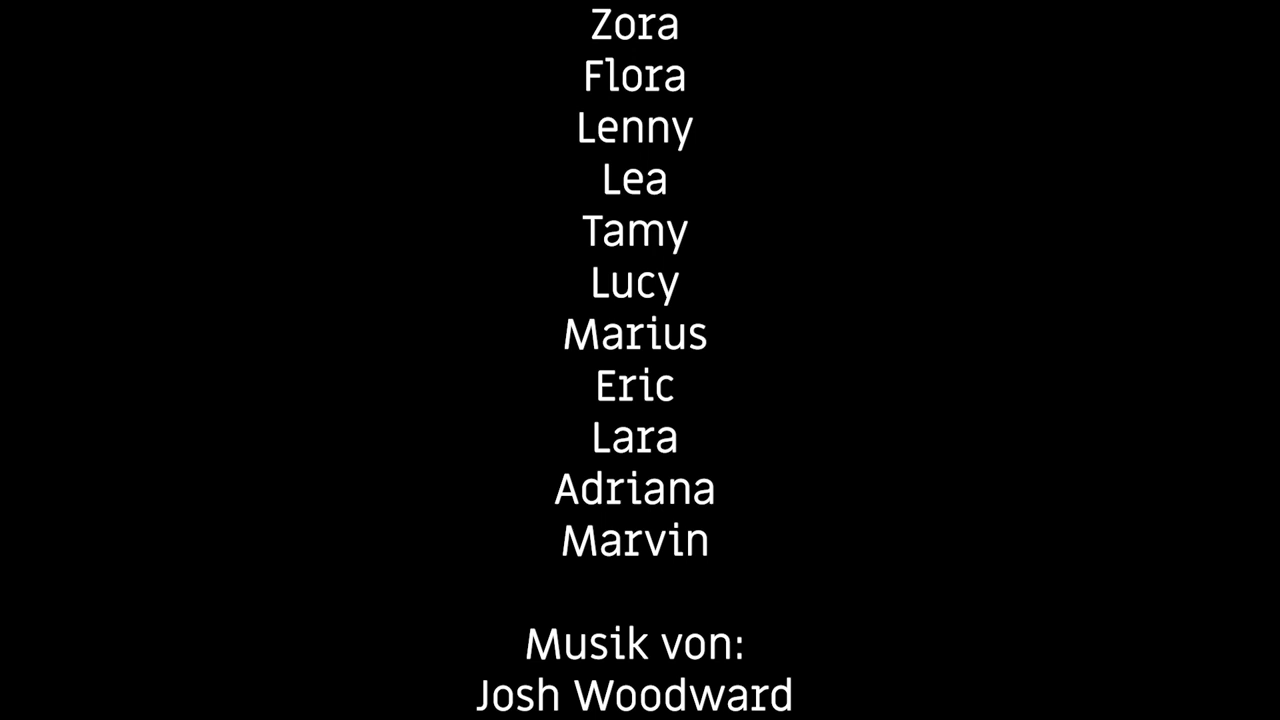 Zora
Flora
Lenny
Lea
Tamy
Lucy
Marius
Eric
Lara
Adriana
Marvin
Musik von:
Josh Woodward